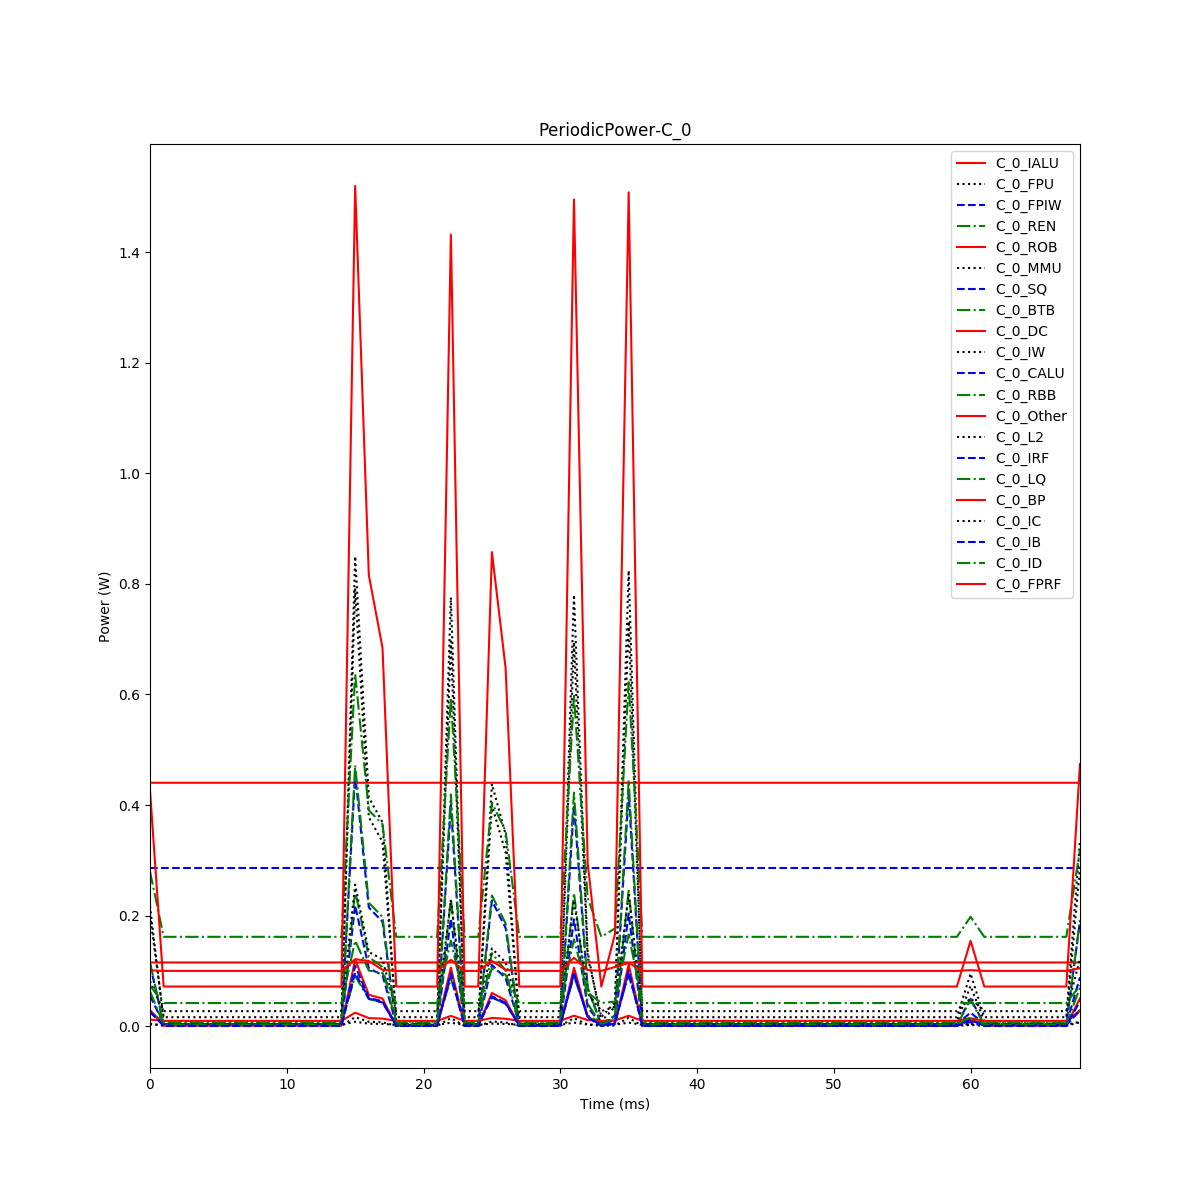 PeriodicPower-C_0
C_0_IALU
C_0_FPU
C_0_FPIW
C_0_REN
C_0_ROB
C_0_MMU
C_0_SQ
C_0_BTB
C_0_DC
C_0_IW
C_0_CALU
C_0_RBB
C_0_Other
C_0_L2
C_0_IRF
C_0_LQ
C_0_BP
C_0_IC
C_0_IB
C_0_ID
C_0_FPRF
1.4
1.2
1.0
0.8
0.6
0.4
0.2
0.0
Power (W)
0 10 20 30 40 50 60
Time (ms)